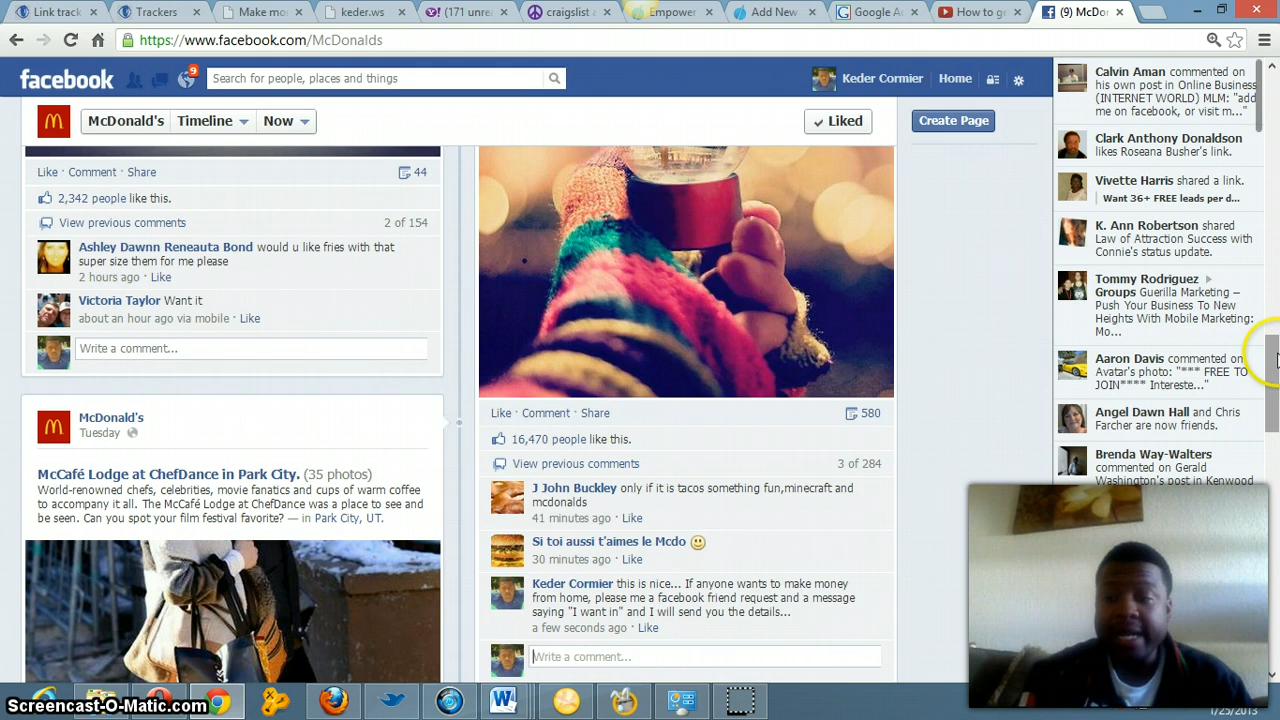 Link track
Trackers
Make mos
keder.ws
(171 unre
craigslist a
Empower
Add New
Google A
How to g
(9) McDo
https://www.facebook.com/McDonalds
facebook
9
Search for people, places and things
Keder Cormier
Home
McDonald's
Timeline
Now
Liked
Create Page
Like · Comment · Share
44
2,342 people like this.
View previous comments
2 of 154
Ashley Dawnn Reneauta Bond would u like fries with that
super size them for me please
2 hours ago · Like
Victoria Taylor Want it
about an hour ago via mobile · Like
Write a comment...
McDonald's
Tuesday
McCafé Lodge at ChefDance in Park City. (35 photos)
World-renowned chefs, celebrities, movie fanatics and cups of warm coffee
to accompany it all. The McCafé Lodge at ChefDance was a place to see and
be seen. Can you spot your film festival favorite? — in Park City, UT.
Like · Comment · Share
580
16,470 people like this.
View previous comments
3 of 284
J John Buckley only if it is tacos something fun,minecraft and
mcdonalds
41 minutes ago · Like
Si toi aussi t'aimes le Mcdo
30 minutes ago · Like
Keder Cormier this is nice... If anyone wants to make money
from home, please me a facebook friend request and a message
saying "I want in" and I will send you the details...
a few seconds ago · Like
Write a comment...
Calvin Aman commented on
his own post in Online Business
(INTERNET WORLD) MLM: "add
me on facebook, or visit m..."
Clark Anthony Donaldson
likes Roseana Busher's link.
Vivette Harris shared a link.
Want 36+ FREE leads per d...
K. Ann Robertson shared
Law of Attraction Success with
Connie's status update.
Tommy Rodriguez
Groups Guerilla Marketing –
Push Your Business To New
Heights With Mobile Marketing:
Mo...
Aaron Davis commented on
Avatar's photo: "*** FREE TO
JOIN**** Intereste..."
Angel Dawn Hall and Chris
Farcher are now friends.
Brenda Way-Walters
commented on Gerald
Washington's post in Kenwood
Screencast-O-Matic.com
1/25/2013